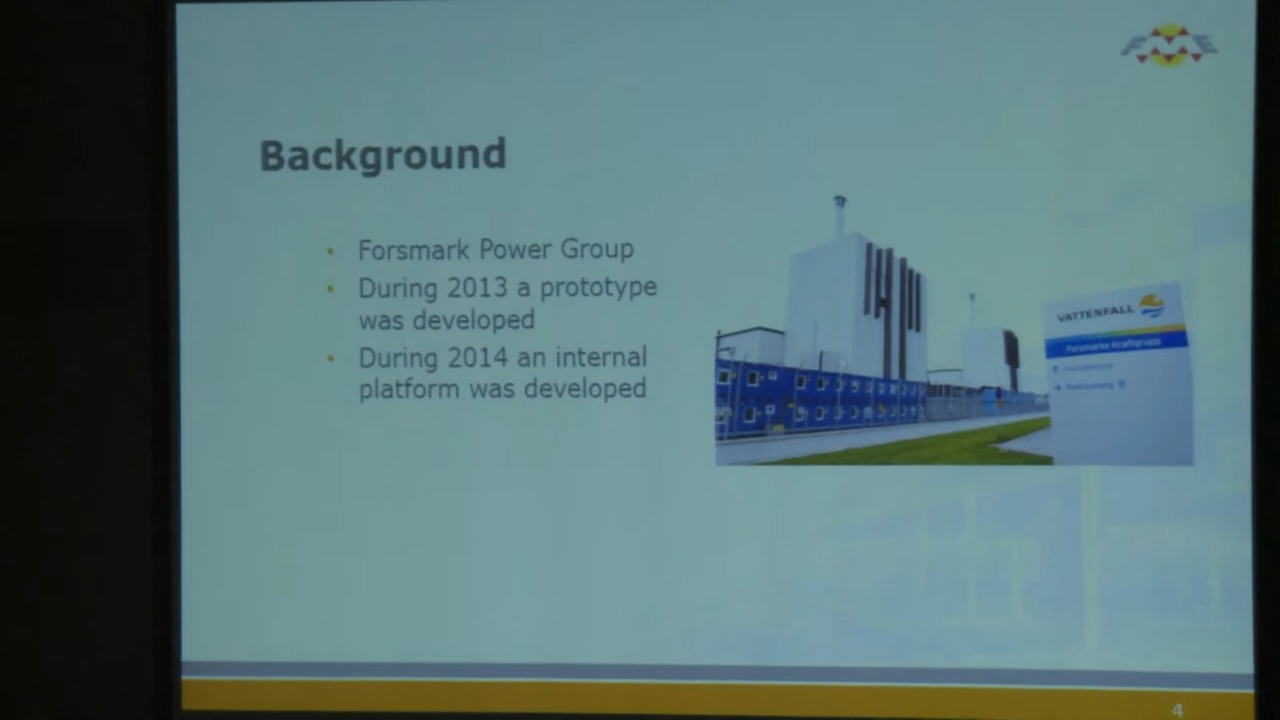 FME
Background
• Forsmark Power Group
• During 2013 a prototype
was developed
• During 2014 an internal
platform was developed
VATTENFALL
Forsmarks Kraftgrupp
4